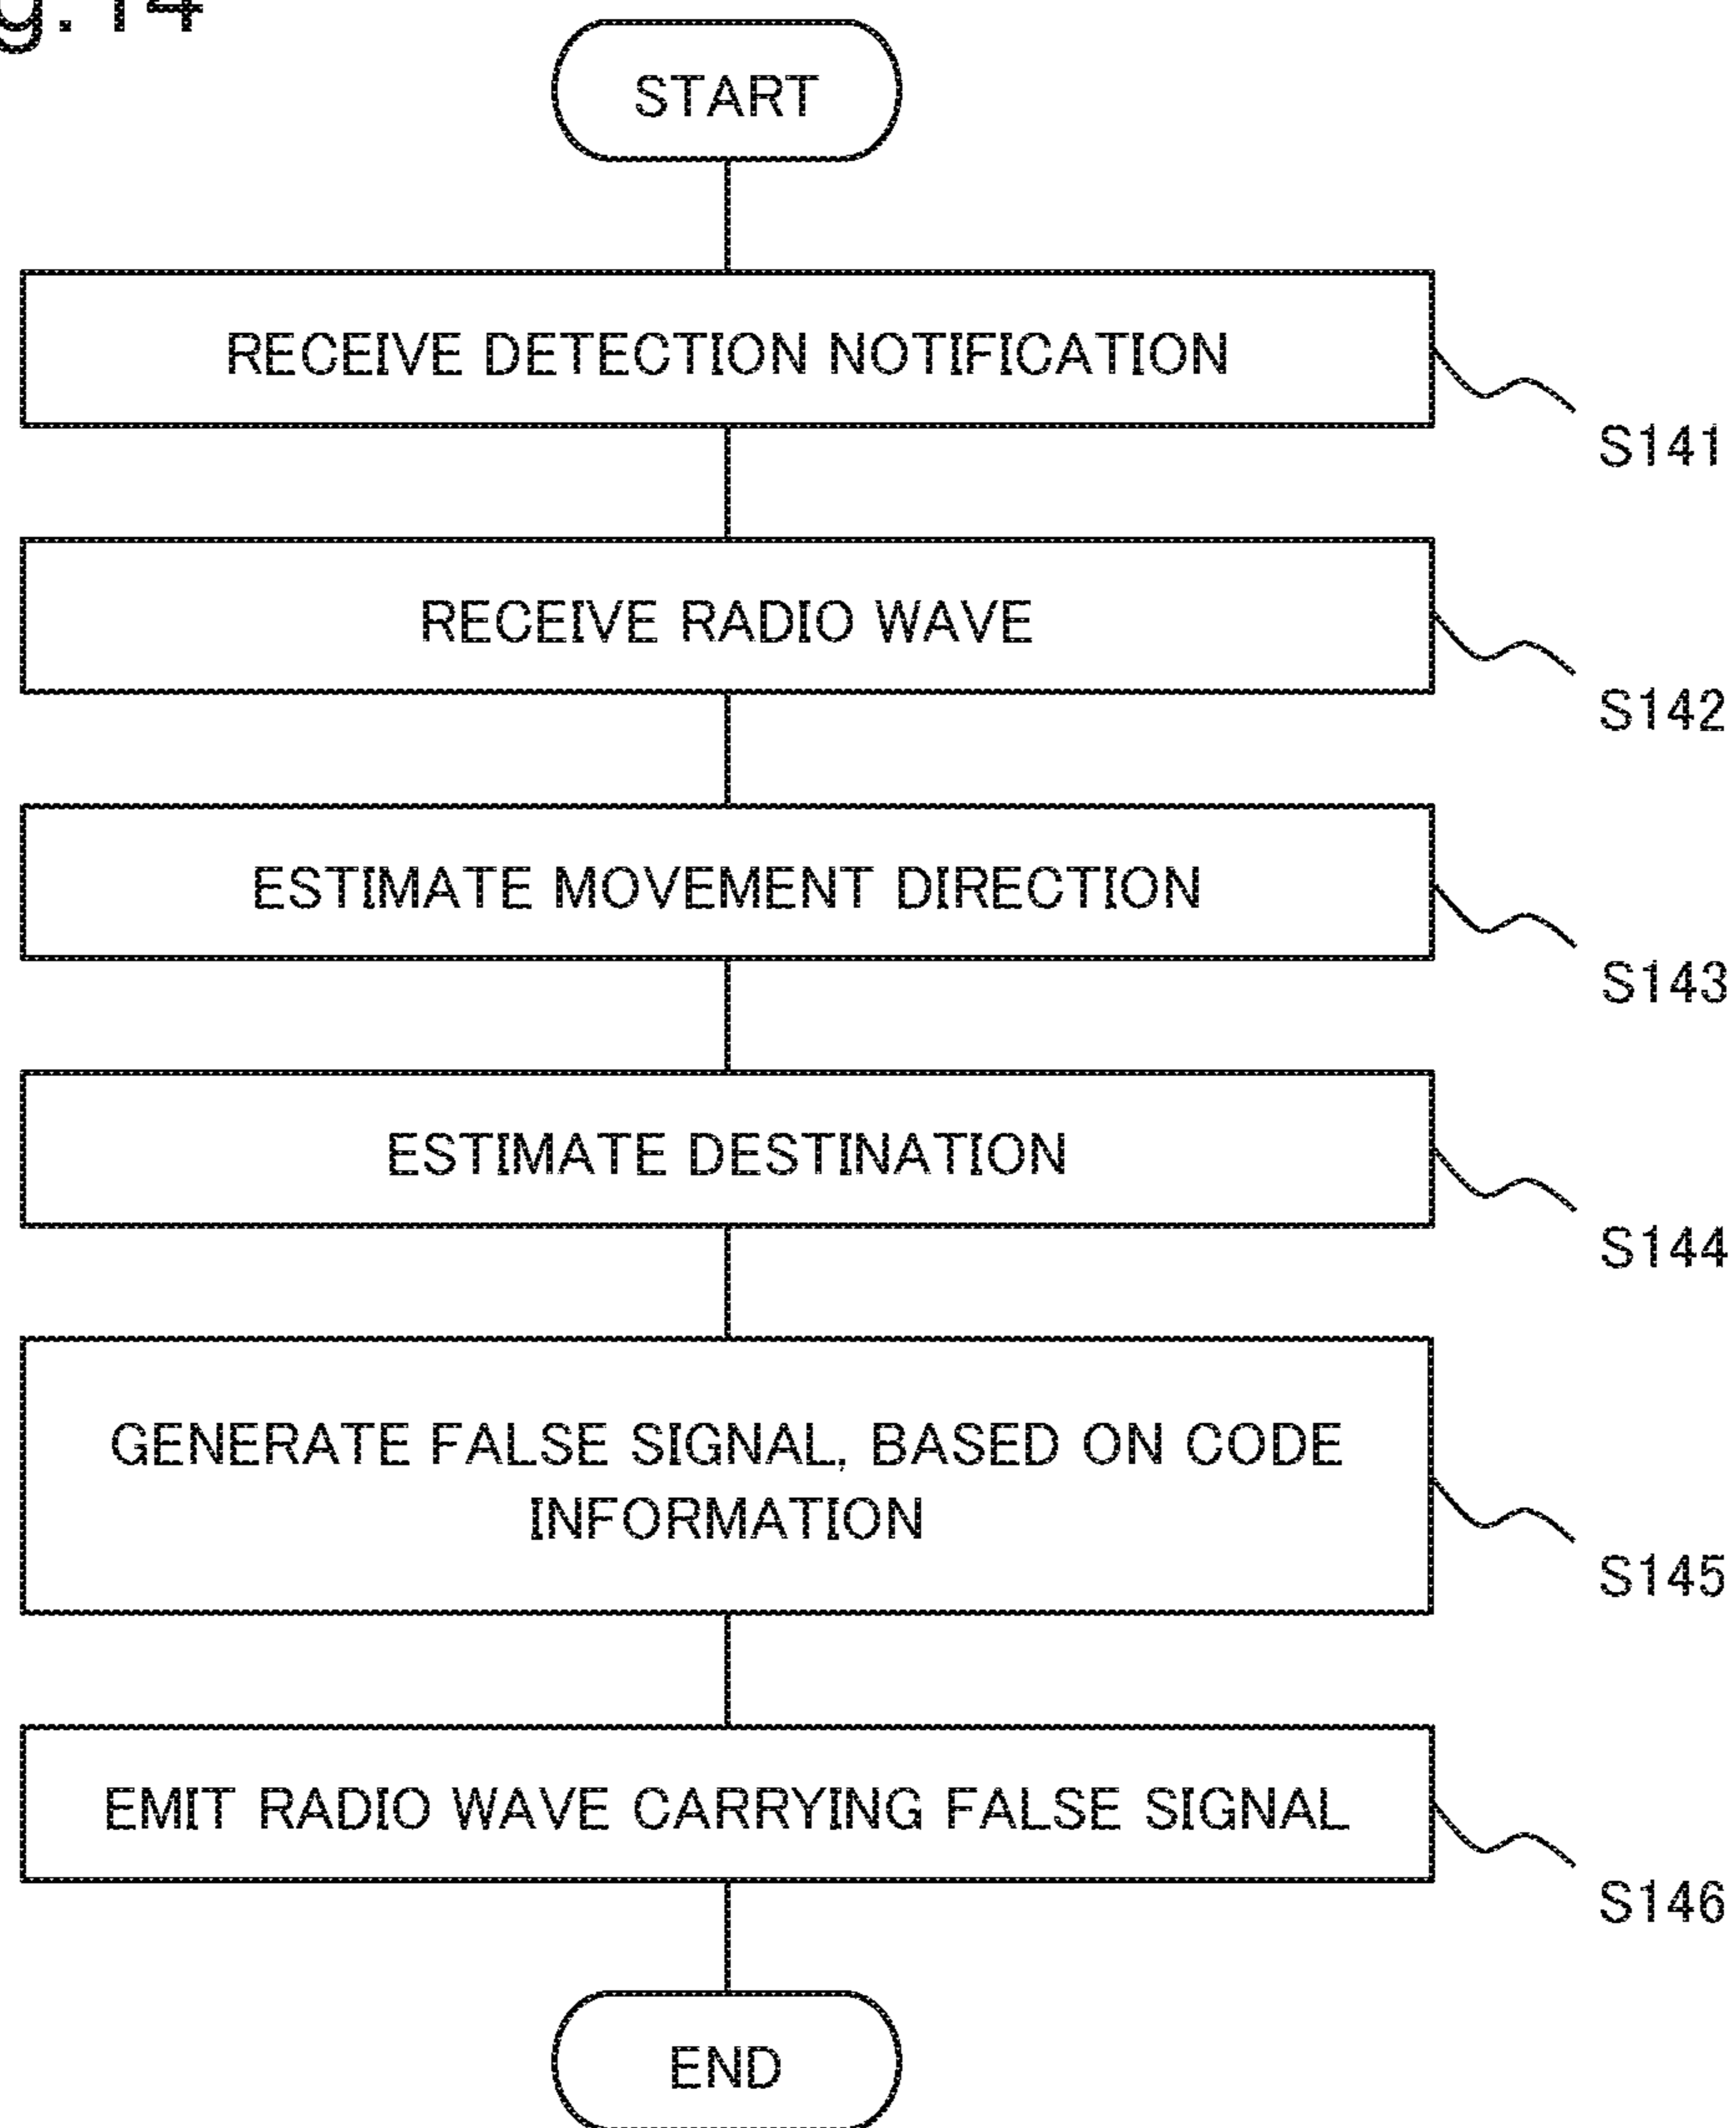 g.14
START
RECEIVE DETECTION NOTIFICATION
S141
RECEIVE RADIO WAVE
S142
ESTIMATE MOVEMENT DIRECTION
S143
ESTIMATE DESTINATION
S144
GENERATE FALSE SIGNAL, BASED ON CODE
INFORMATION
S145
EMIT RADIO WAVE CARRYING FALSE SIGNAL
S146
END